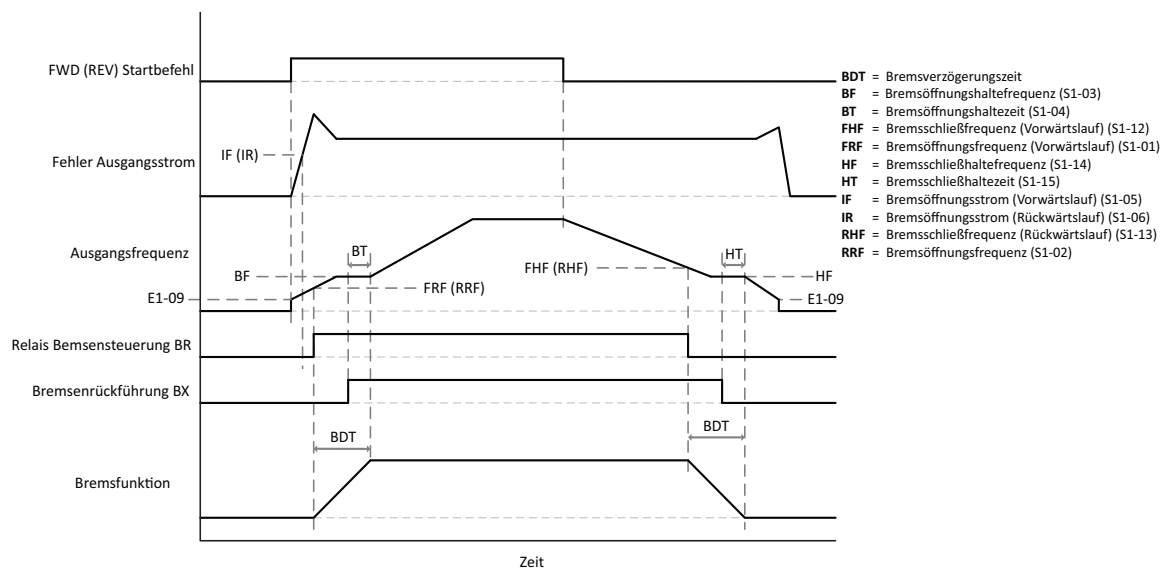 FWD (REV) Startbefehl
IF (IR)
Fehler Ausgangsstrom
BT
HT
Ausgangsfrequenz
FHF (RHF)
BF
HF
FRF (RRF)
E1-09
E1-09
Relais Bemsensteuerung BR
Bremsenrückführung BX
BDT
BDT
Bremsfunktion
Zeit
BDT = Bremsverzögerungszeit
BF = Bremsöffnungshaltefrequenz (S1-03)
BT = Bremsöffnungshaltezeit (S1-04)
FHF = Bremsschließfrequenz (Vorwärtslauf) (S1-12)
FRF = Bremsöffnungsfrequenz (Vorwärtslauf) (S1-01)
HF = Bremsschließhaltefrequenz (S1-14)
HT = Bremsschließhaltezeit (S1-15)
IF = Bremsöffnungsstrom (Vorwärtslauf) (S1-05)
IR = Bremsöffnungsstrom (Rückwärtslauf) (S1-06)
RHF = Bremsschließfrequenz (Rückwärtslauf) (S1-13)
RRF = Bremsöffnungsfrequenz (S1-02)